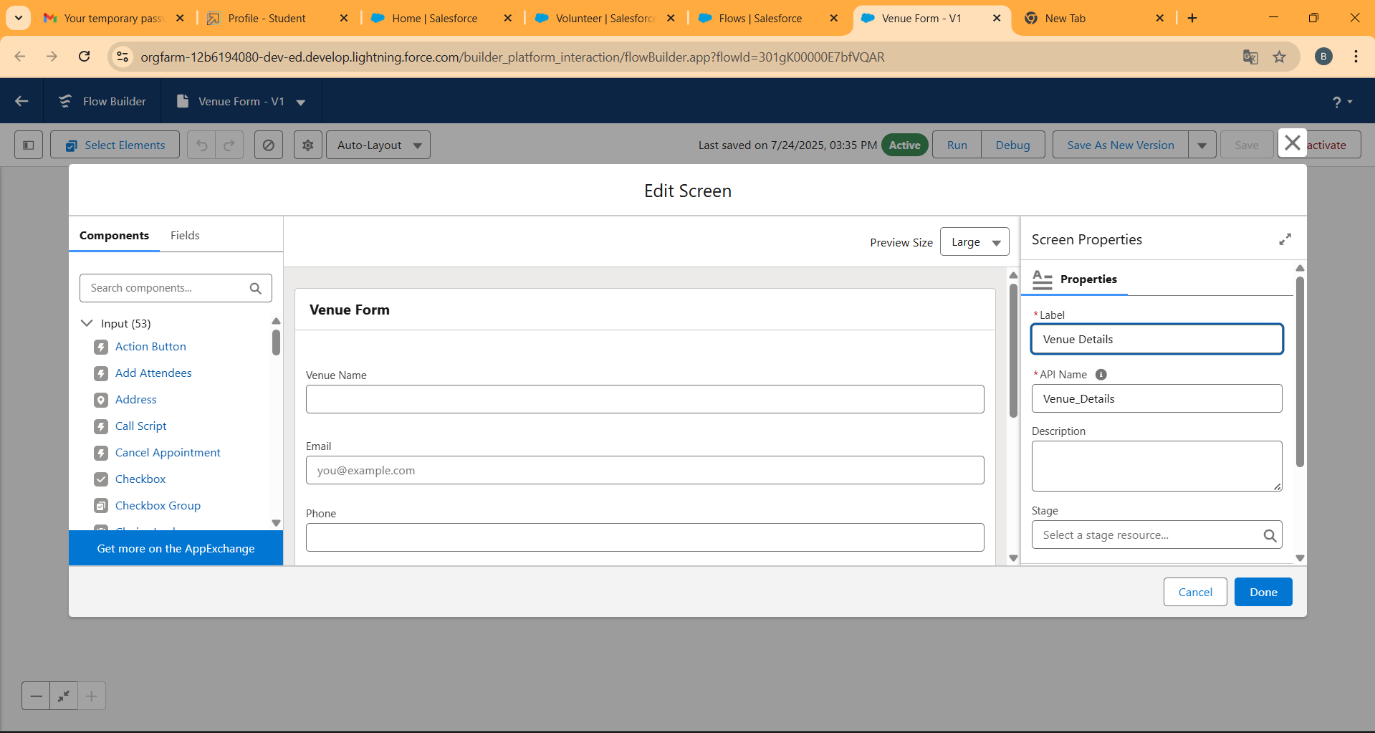 Your temporary pass
Profile - Student
Home | Salesforce
Volunteer | Salesforc
Flows | Salesforce
Venue Form - V1
New Tab
orgfarm-12b6194080-dev-ed.develop.lightning.force.com/builder_platform_interaction/flowBuilder.app?flowId=301gK00000E7bfVQAR
B
Flow Builder
Venue Form - V1
?
Select Elements
Auto-Layout
Last saved on 7/24/2025, 03:35 PM
Active
Run
Debug
Save As New Version
Save
activate
Edit Screen
Components
Fields
Search components...
Input (53)
Action Button
Add Attendees
Address
Call Script
Cancel Appointment
Checkbox
Checkbox Group
Get more on the AppExchange
Preview Size
Large
Venue Form
Venue Name
Email
you@example.com
Phone
Screen Properties
Properties
*Label
Venue Details
*API Name
Venue_Details
Description
Stage
Select a stage resource...
Cancel
Done